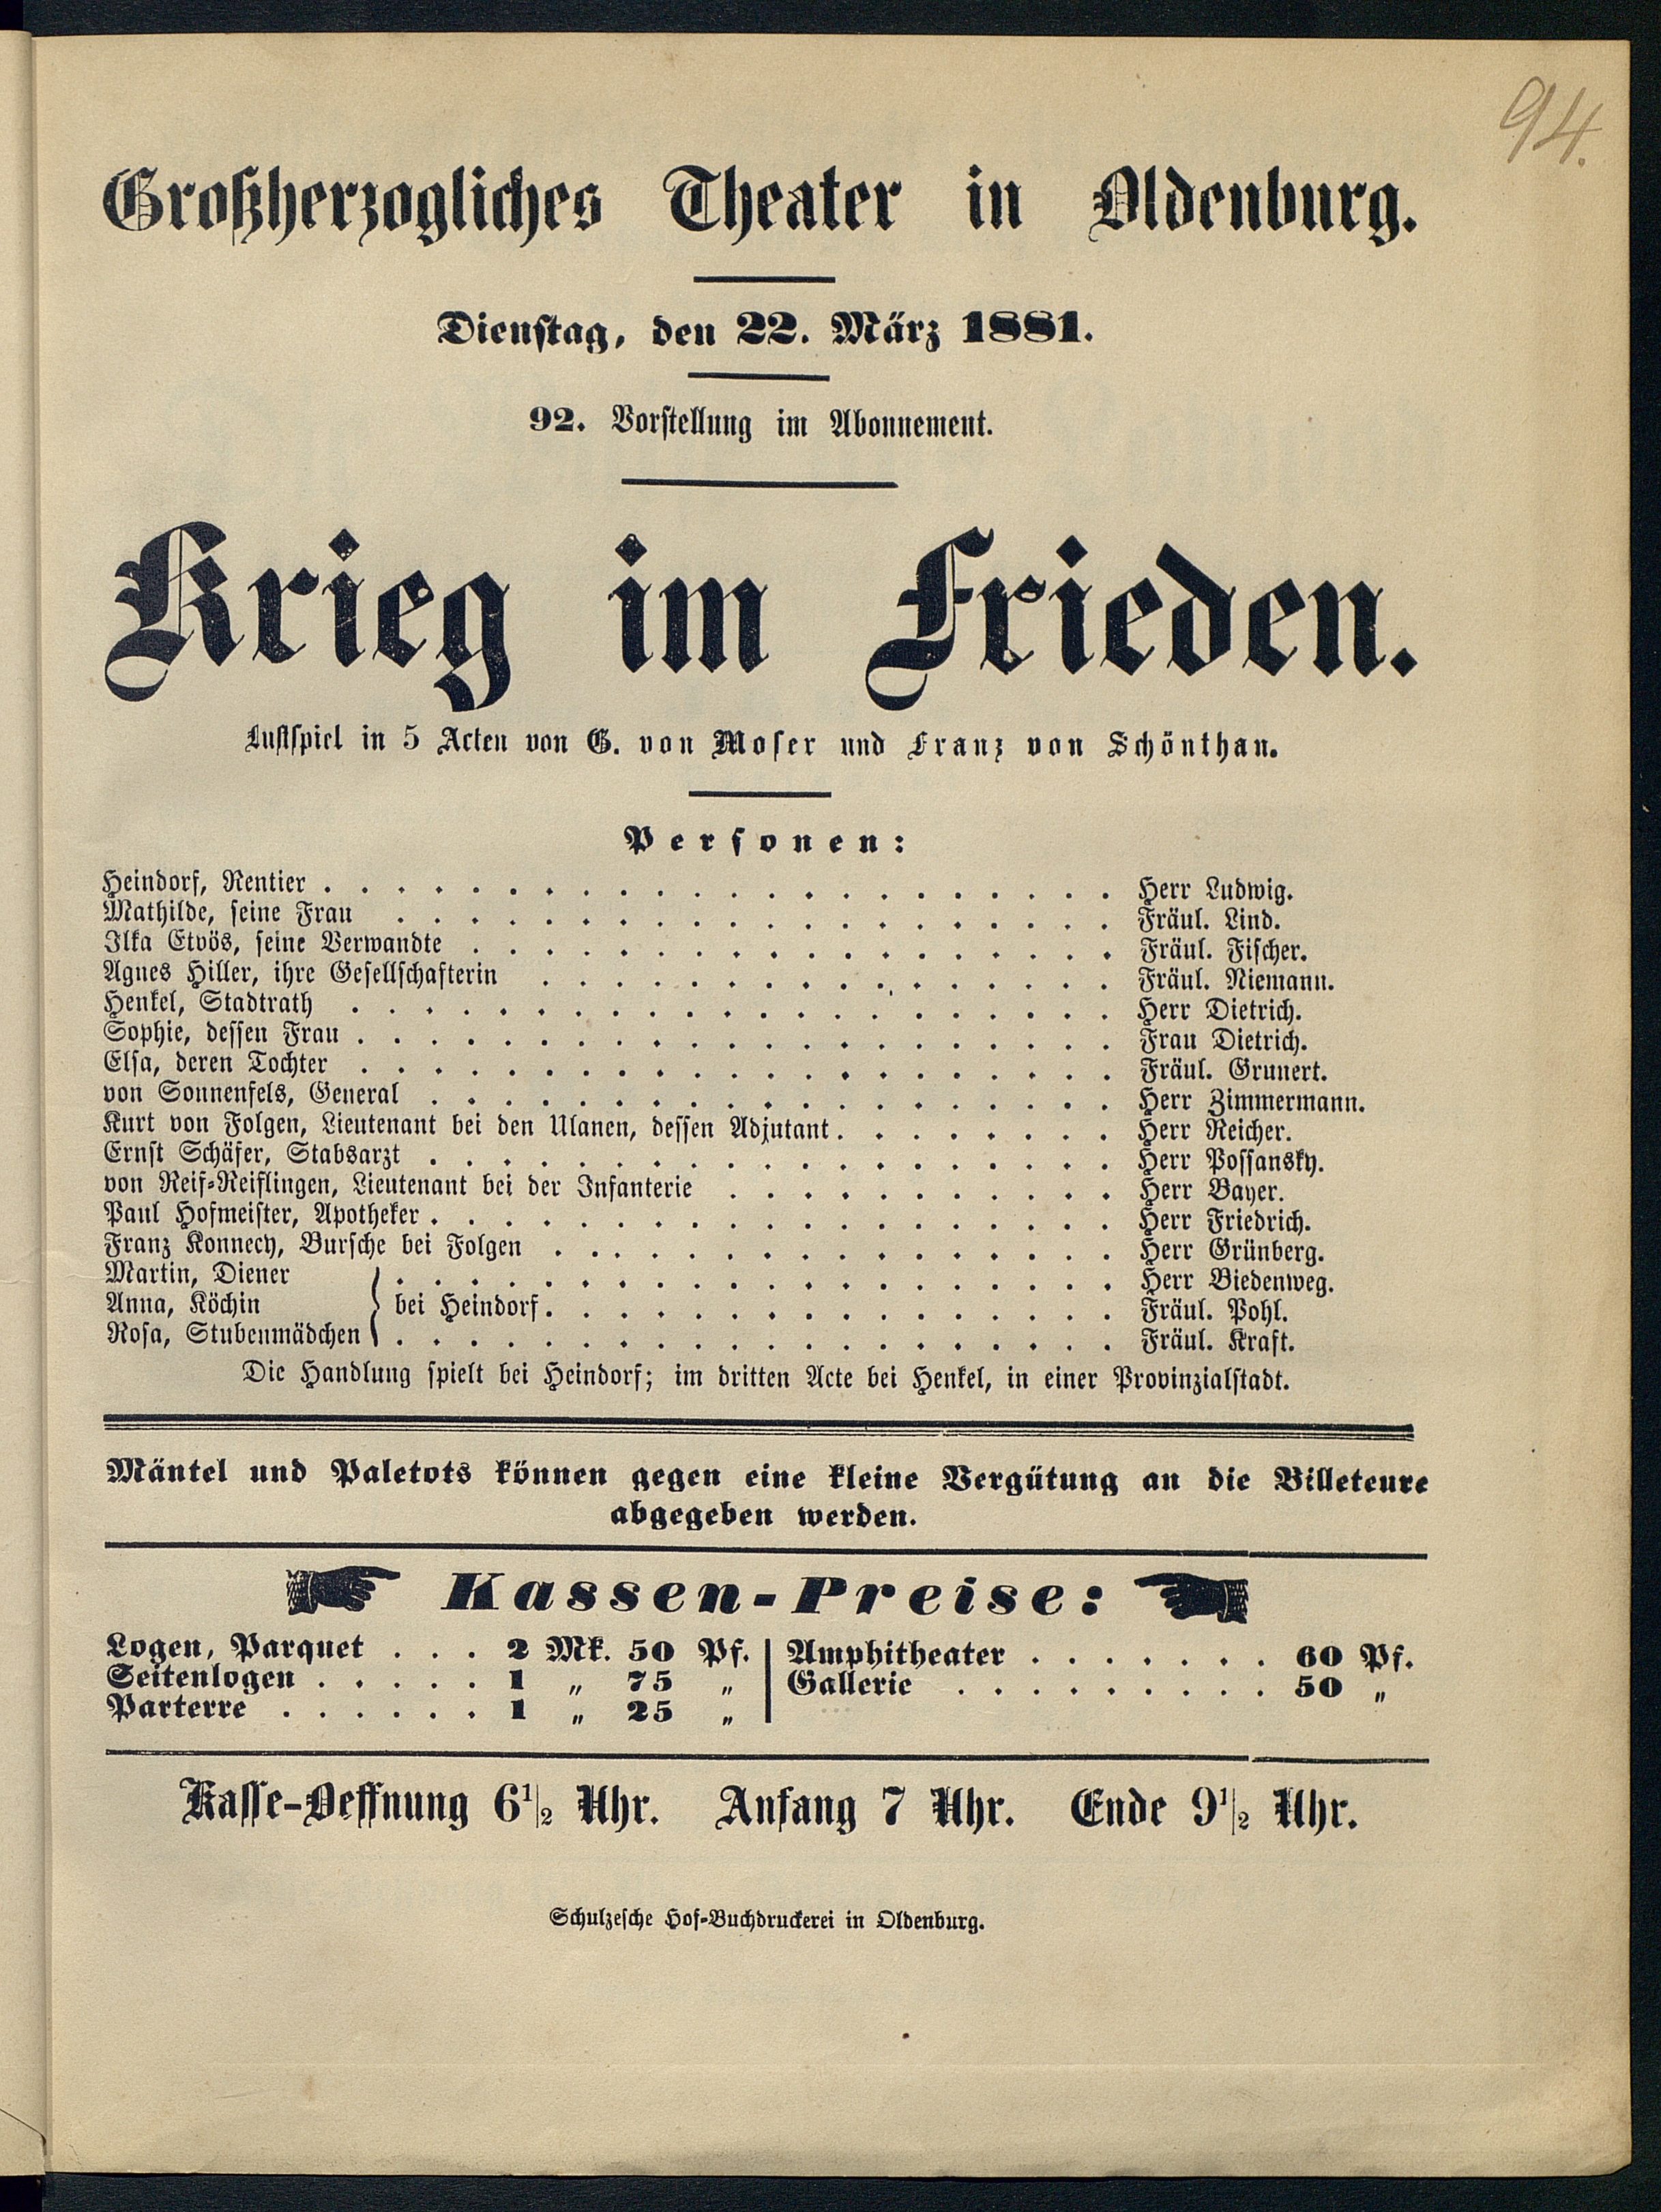 94.
Großherzogliches Theater in Oldenburg.
Dienstag, den 22. März 1881.
92. Vorstellung im Abonnement.
Krieg im Frieden.
Lustspiel in 5 Acten von G. von Moser und Franz von Schönthan.
Personen:
Heindorf, Rentier . . . . . . . . . . Herr Ludwig.
Mathilde, seine Frau . . . . . . . . . . Fräul. Lind.
Ilka Etvös, seine Verwandte . . . . . . . . . . Fräul. Fischer.
Agnes Hiller, ihre Gesellschafterin . . . . . . . . . . Fräul. Niemann.
Henkel, Stadtrath . . . . . . . . . . Herr Dietrich.
Sophie, dessen Frau . . . . . . . . . . Frau Dietrich.
Elsa, deren Tochter . . . . . . . . . . Fräul. Grunert.
von Sonnenfels, General . . . . . . . . . . Herr Zimmermann.
Kurt von Folgen, Lieutenant bei den Ulanen, dessen Adjutant . . . . . . . . Herr Reicher.
Ernst Schäfer, Stabsarzt . . . . . . . . . . Herr Possansky.
von Reif-Reiflingen, Lieutenant bei der Infanterie . . . . . . . . . . Herr Bayer.
Paul Hofmeister, Apotheker . . . . . . . . . . Herr Friedrich.
Franz Konnecy, Bursche bei Folgen . . . . . . . . . . Herr Grünberg.
Martin, Diener . . . . . . . . . . Herr Biedenweg.
Anna, Köchin } bei Heindorf . . . . . . . . . . Fräul. Pohl.
Rosa, Stubenmädchen . . . . . . . . . . Fräul. Kraft.
Die Handlung spielt bei Heindorf; im dritten Acte bei Henkel, in einer Provinzialstadt.
Mäntel und Paletots können gegen eine kleine Vergütung an die Billeteure
abgegeben werden.
Kassen-Preise:
Logen, Parquet . . . 2 Mk. 50 Pf. | Amphitheater . . . . . . . 60 Pf.
Seitenlogen . . . . . 1 „ 75 „ | Gallerie . . . . . . . . . 50 „
Parterre . . . . . . 1 „ 25 „
Kasse-Oeffnung 6½ Uhr. Anfang 7 Uhr. Ende 9½ Uhr.
Schulzesche Hof-Buchdruckerei in Oldenburg.